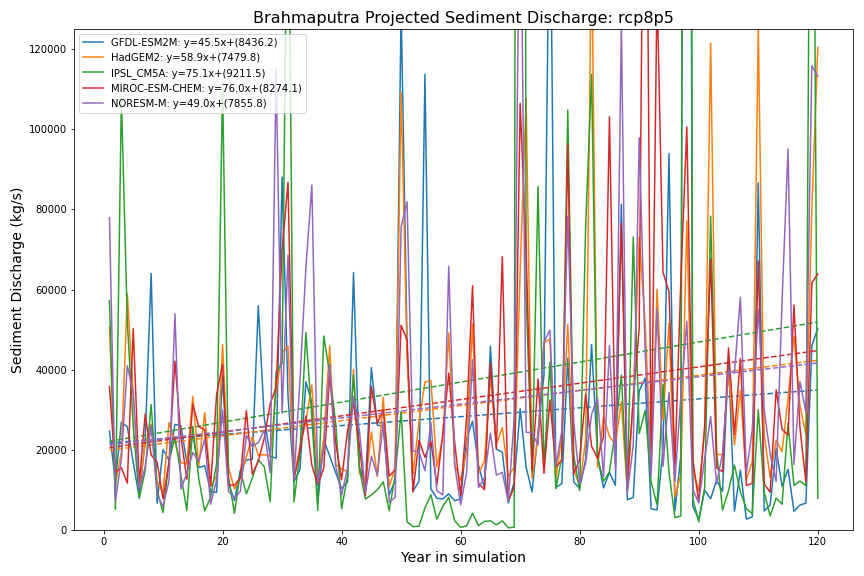 Brahmaputra Projected Sediment Discharge: rcp8p5
GFDL-ESM2M: y=45.5x+(8436.2)
HadGEM2: y=58.9x+(7479.8)
IPSL_CM5A: y=75.1x+(9211.5)
MIROC-ESM-CHEM: y=76.0x+(8274.1)
NORESM-M: y=49.0x+(7855.8)
Sediment Discharge (kg/s)
120000
100000
80000
60000
40000
20000
0
0 20 40 60 80 100 120
Year in simulation